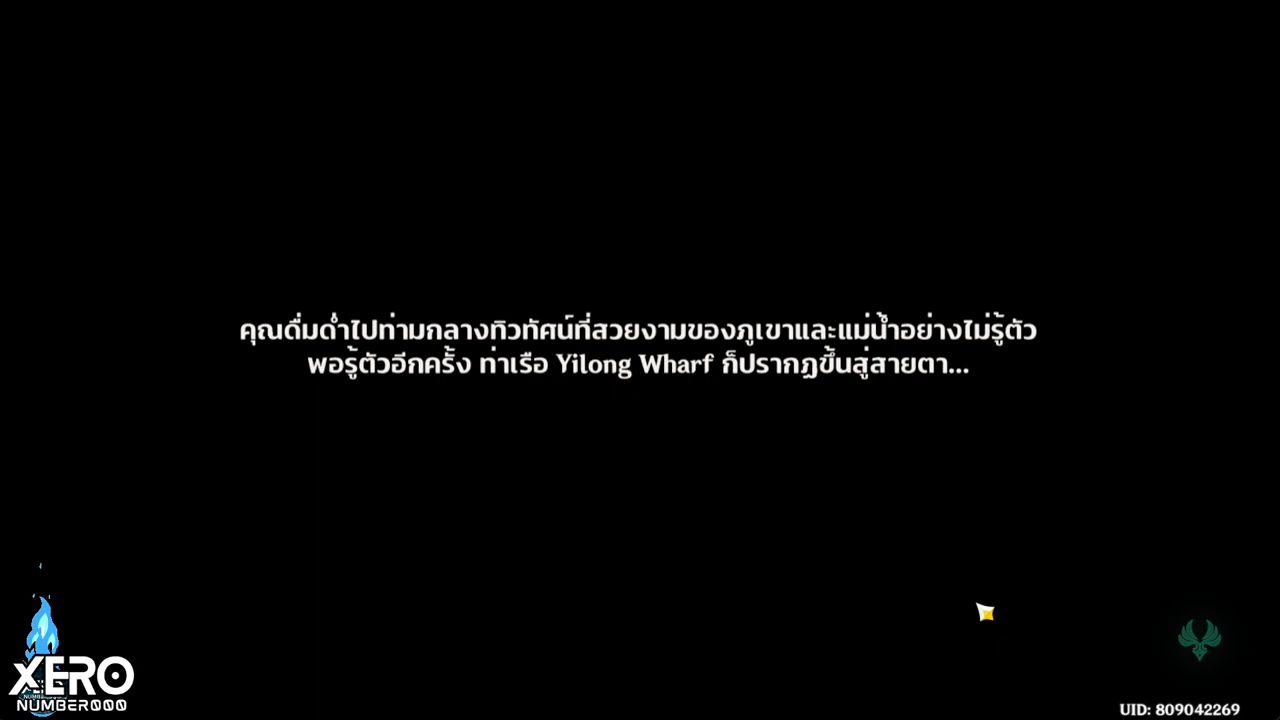 คุณดื่มด่ำไปท่ามกลางทิวทัศน์ที่สวยงามของภูเขาและแม่น้ำอย่างไม่รู้ตัว
พอรู้ตัวอีกครั้ง ท่าเรือ Yilong Wharf ก็ปรากฏขึ้นสู่สายตา...
XERO
NUMBER000
UID: 809042269